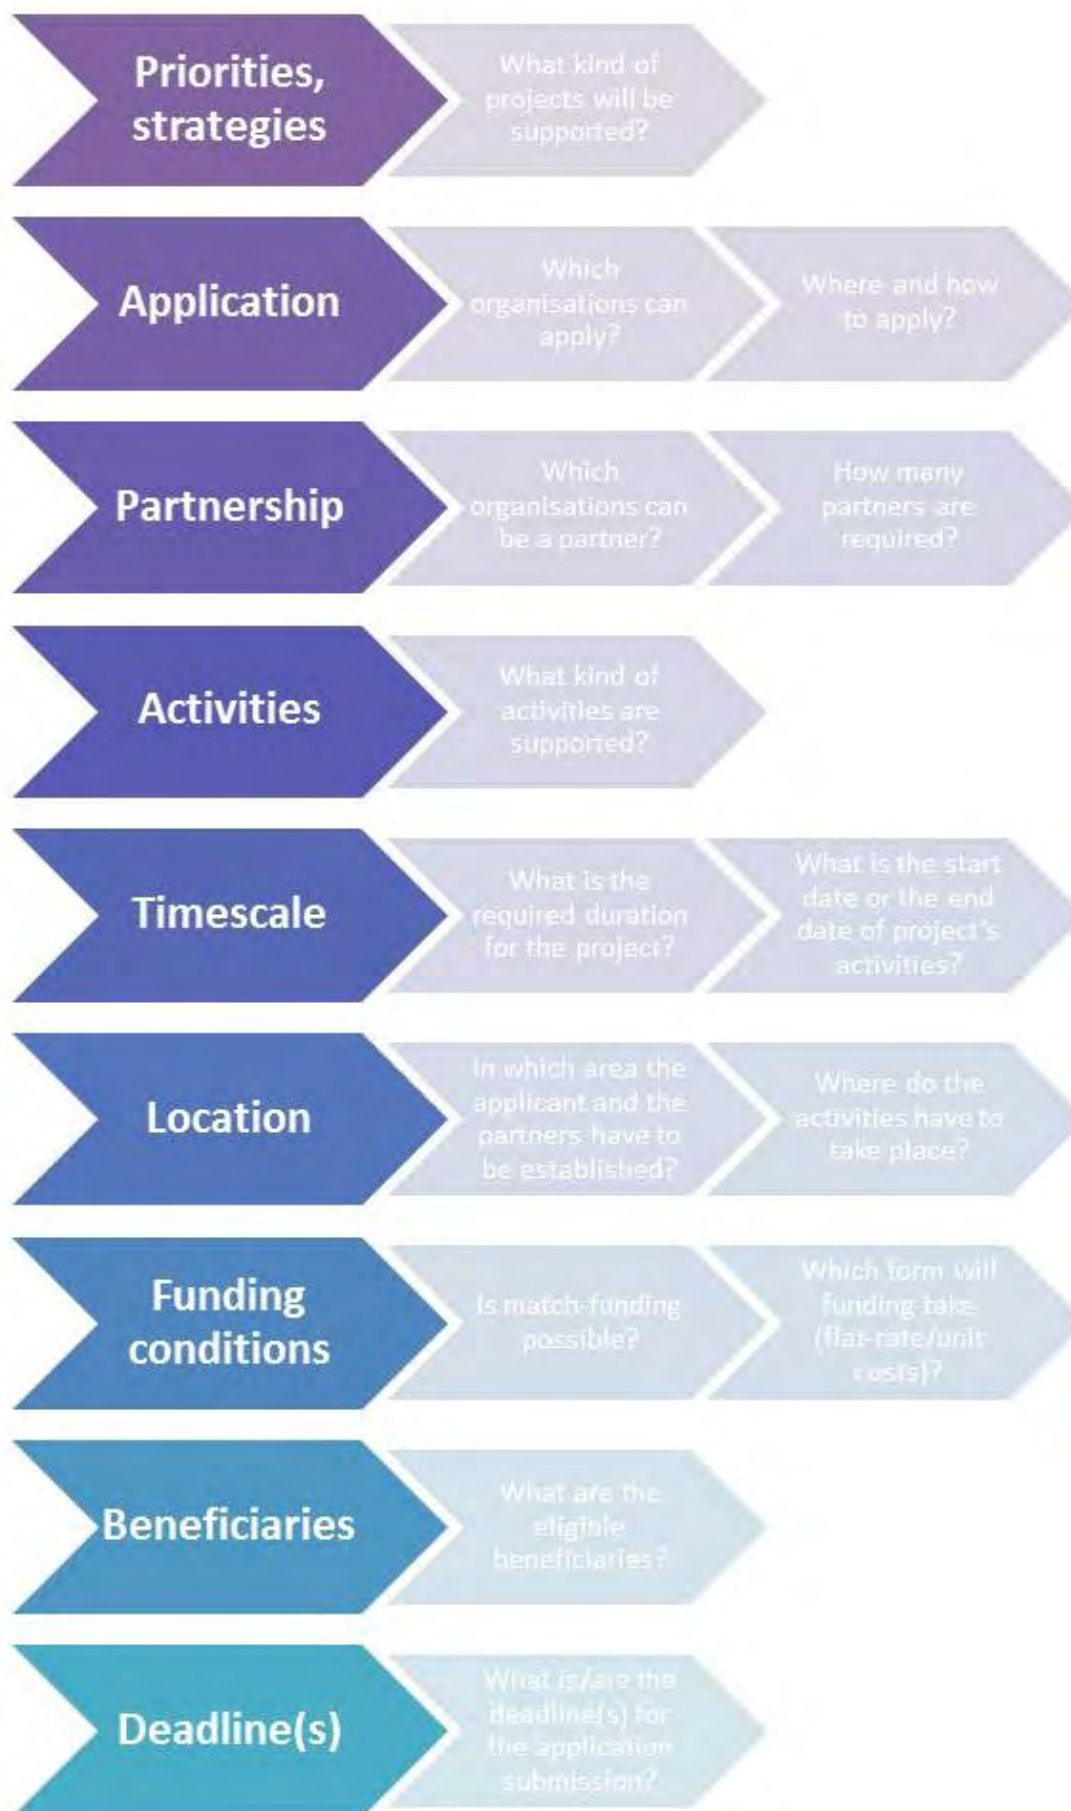 Priorities,
strategies
What kind of
projects will be
supported?
Application
Which
organisations can
apply?
Where and how
to apply?
Partnership
Which
organisations can
be a partner?
How many
partners are
required?
Activities
What kind of
activities are
supported?
Timescale
What is the
required duration
for the project?
What is the start
date or the end
date of project's
activities?
Location
In which area the
applicant and the
partners have to
be established?
Where do the
activities have to
take place?
Funding
conditions
Is match-funding
possible?
Which form will
funding take
(flat-rate/unit
costs)?
Beneficiaries
What are the
eligible
beneficiaries?
Deadline(s)
What is/are the
deadline(s) for
the application
submission?